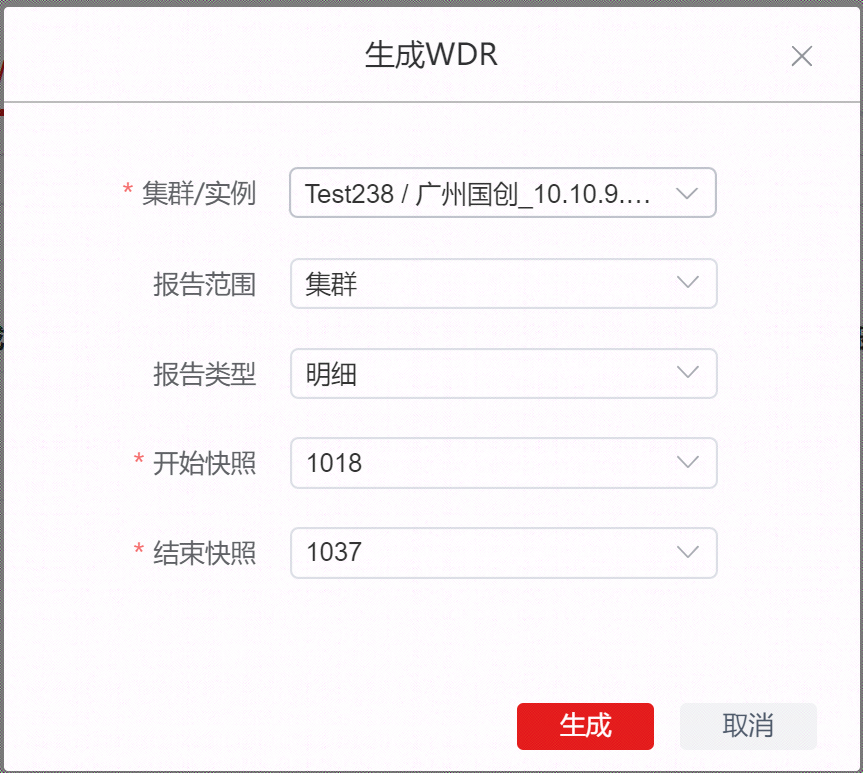 生成WDR
* 集群/实例 Test238 / 广州国创_10.10.9....
报告范围 集群
报告类型 明细
* 开始快照 1018
* 结束快照 1037
生成 取消